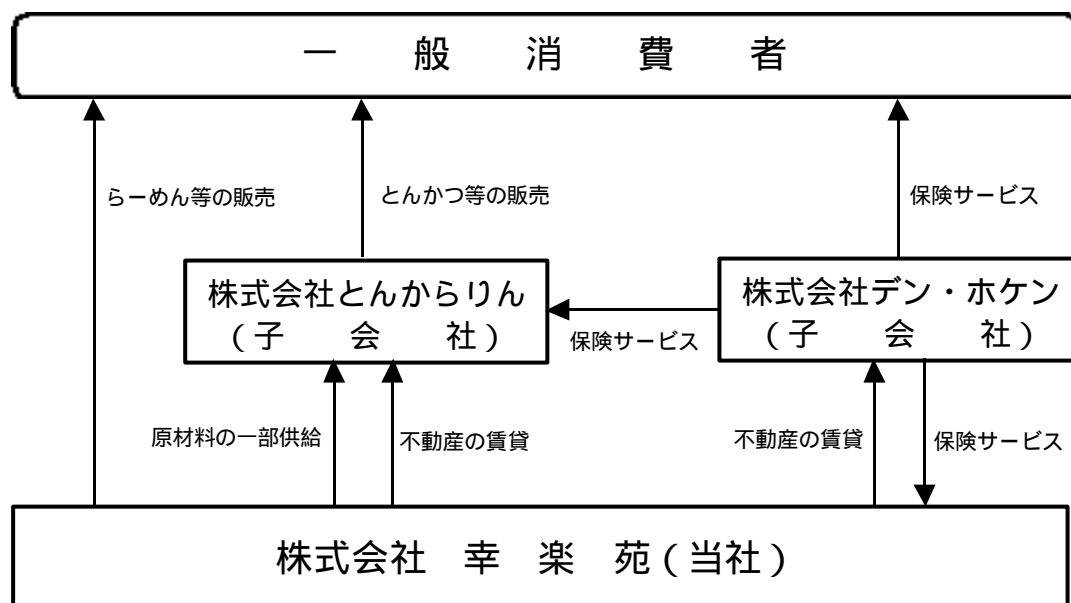 一　般　消　費　者
らーめん等の販売
とんかつ等の販売
保険サービス
株式会社とんからりん
(子　会　社)
保険サービス
株式会社デン・ホケン
(子　会　社)
原材料の一部供給
不動産の賃貸
不動産の賃貸
保険サービス
株式会社　幸　楽　苑(当社)